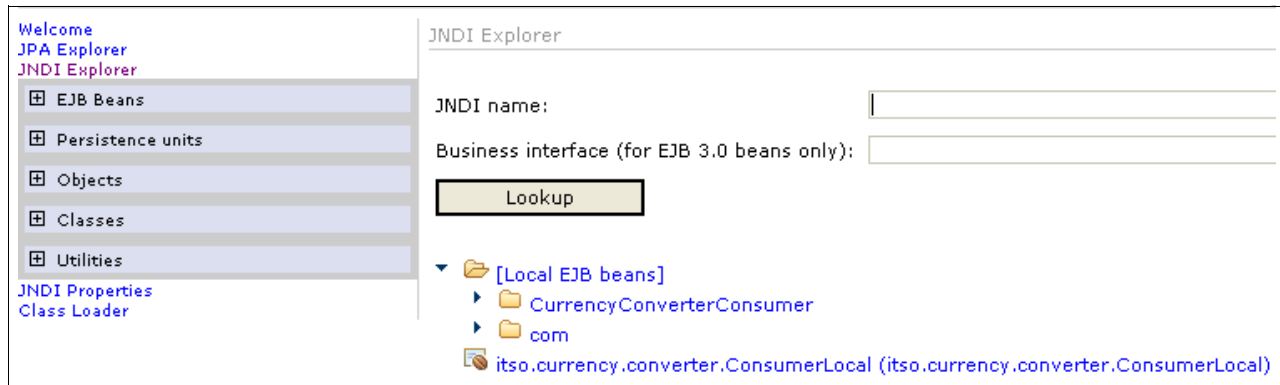 Welcome
JPA Explorer
JNDI Explorer
EJB Beans
Persistence units
Objects
Classes
Utilities
JNDI Properties
Class Loader
JNDI Explorer
JNDI name:
Business interface (for EJB 3.0 beans only):
Lookup
[Local EJB beans]
CurrencyConverterConsumer
com
itso.currency.converter.ConsumerLocal (itso.currency.converter.ConsumerLocal)